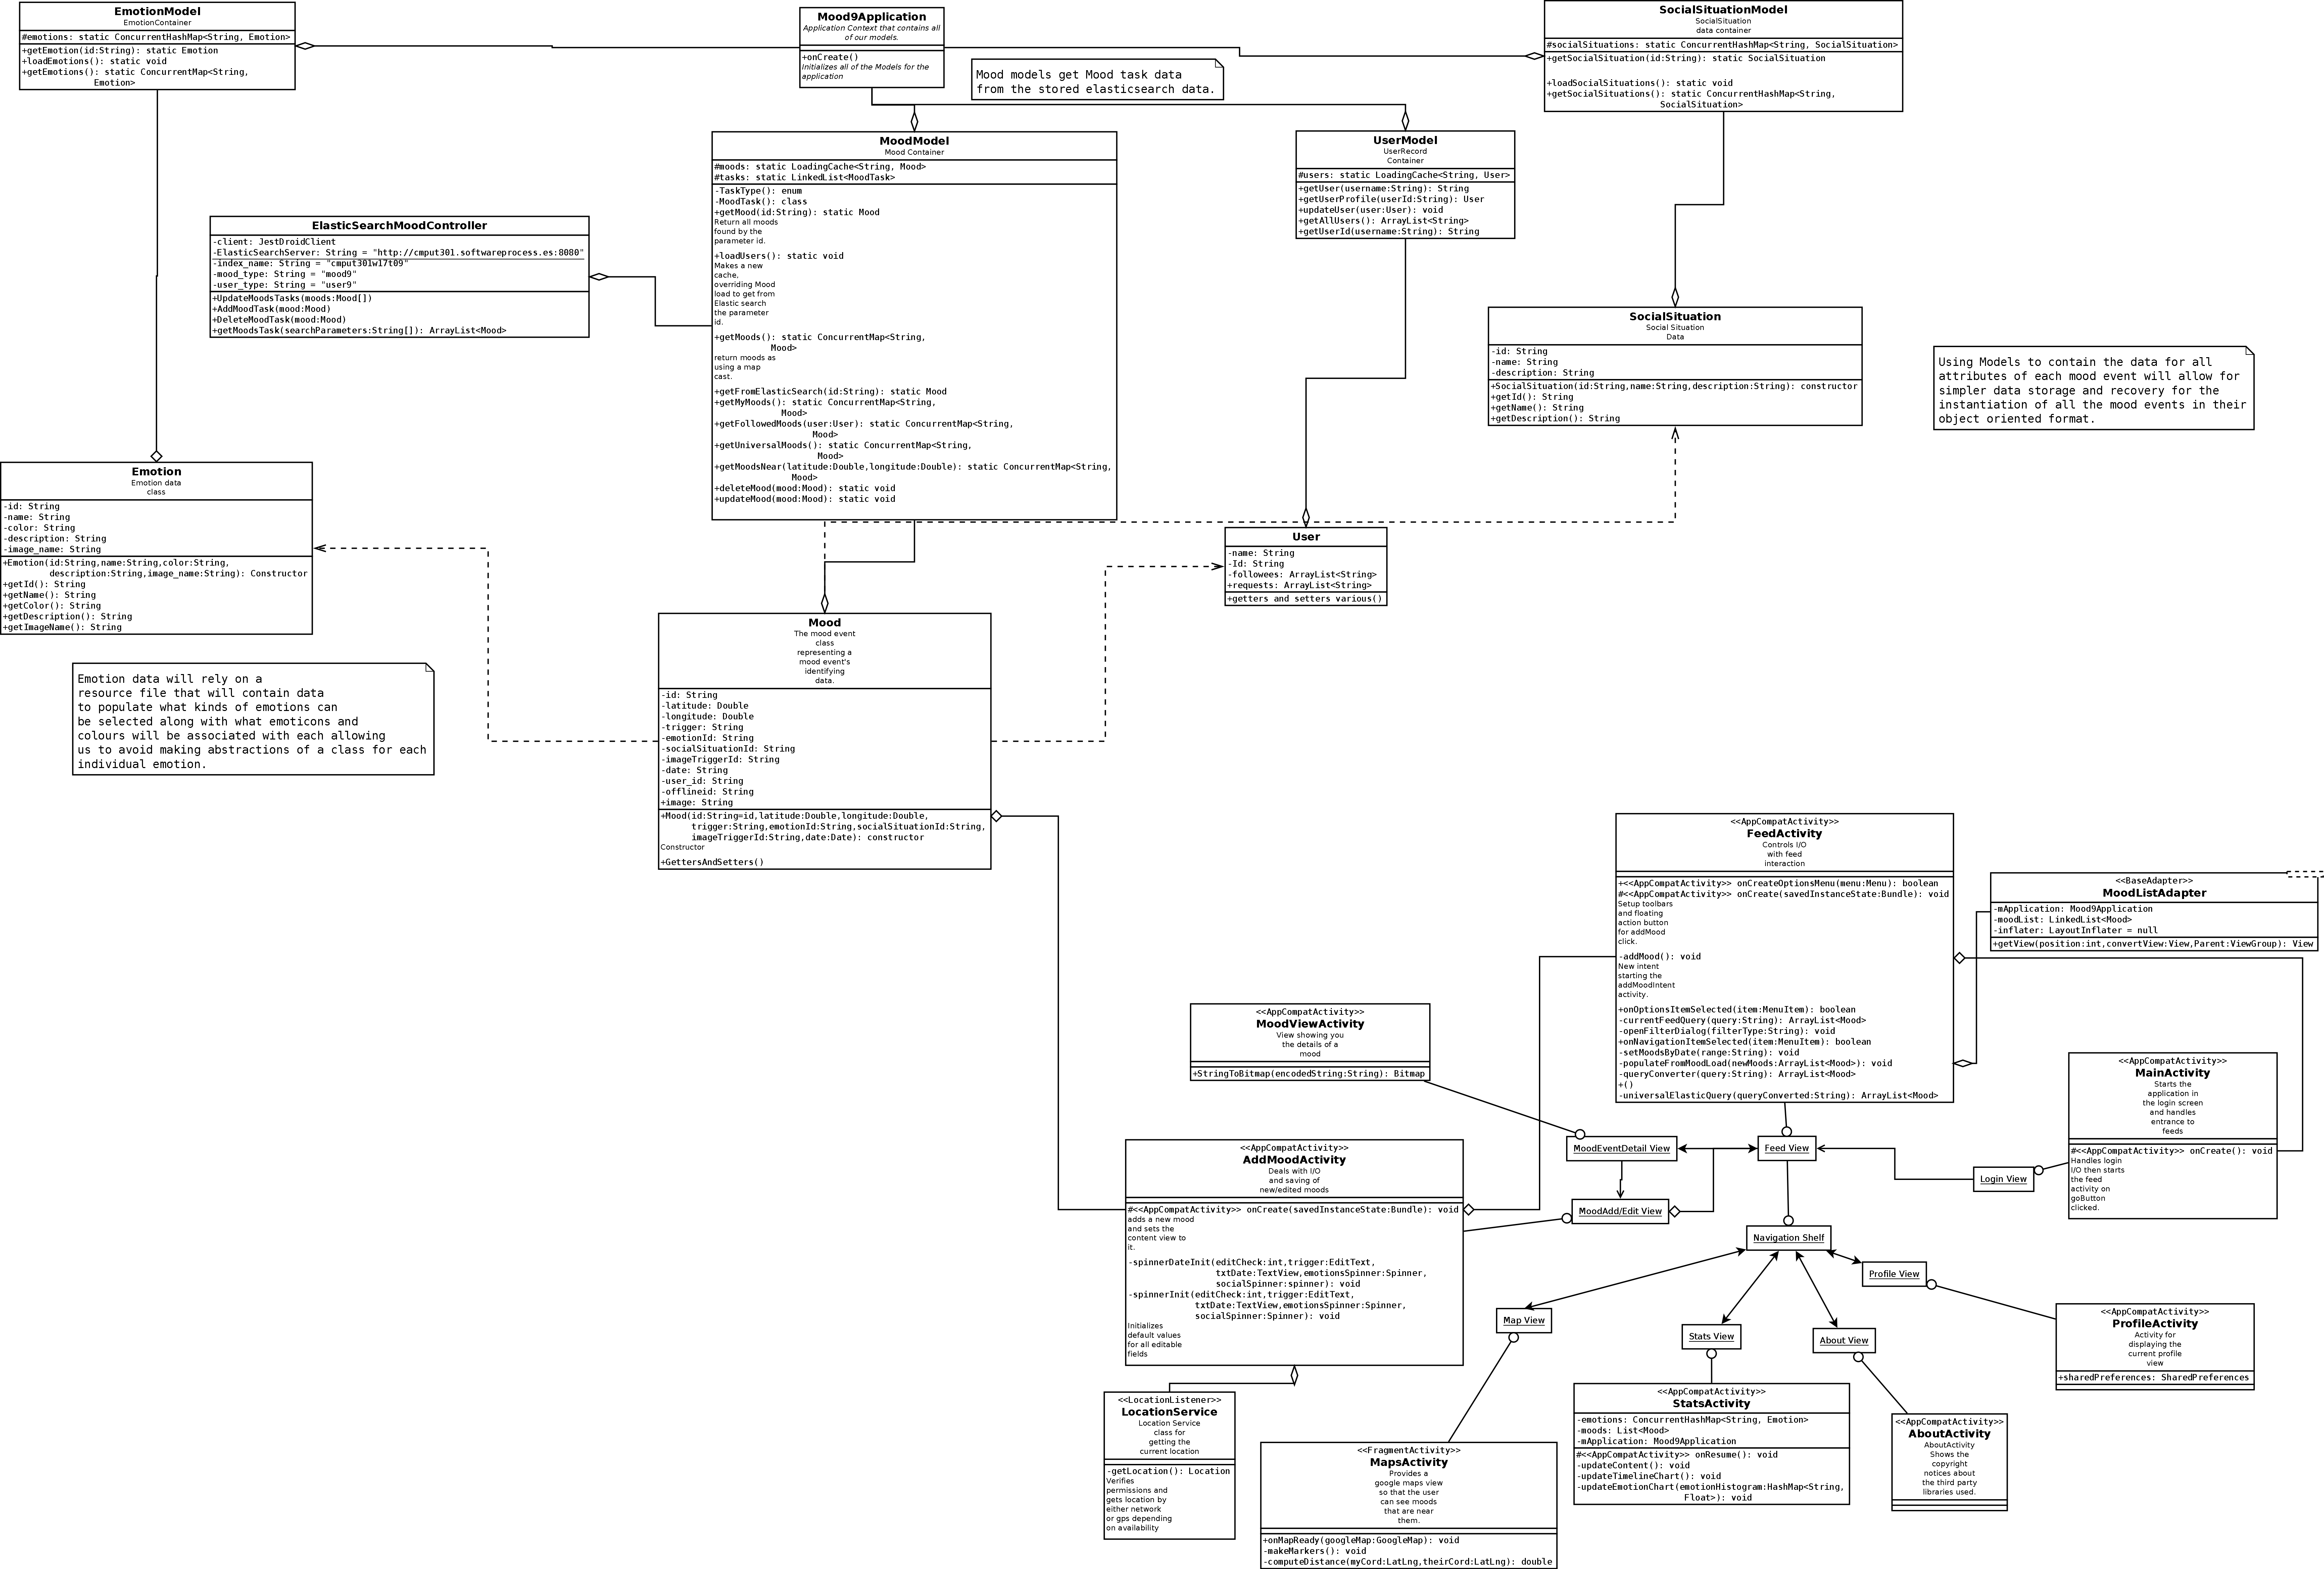 EmotionModel
EmotionContainer
#emotions: static ConcurrentHashMap<String, Emotion>
+getEmotion(id:String): static Emotion
+loadEmotions(): static void
+getEmotions(): static ConcurrentMap<String,
Emotion>
Mood9Application
Application Context that contains all
of our models.
+onCreate()
Initializes all of the Models for the
application
Mood models get Mood task data
from the stored elasticsearch data.
SocialSituationModel
SocialSituation
data container
#socialSituations: static ConcurrentHashMap<String, SocialSituation>
+getSocialSituation(id:String): static SocialSituation
+loadSocialSituations(): static void
+getSocialSituations(): static ConcurrentHashMap<String,
SocialSituation>
MoodModel
Mood Container
#moods: static LoadingCache<String, Mood>
#tasks: static LinkedList<MoodTask>
-TaskType(): enum
-MoodTask(): class
+getMood(id:String): static Mood
Return all moods
found by the
parameter id.
+loadUsers(): static void
Makes a new
cache,
overriding Mood
load to get from
Elastic search
the parameter
id.
+getMoods(): static ConcurrentMap<String,
Mood>
return moods as
using a map
cast.
+getFromElasticSearch(id:String): static Mood
+getMyMoods(): static ConcurrentMap<String,
Mood>
+getFollowedMoods(user:User): static ConcurrentMap<String,
Mood>
+getUniversalMoods(): static ConcurrentMap<String,
Mood>
+getMoodsNear(latitude:Double,longitude:Double): static ConcurrentMap<String,
Mood>
+deleteMood(mood:Mood): static void
+updateMood(mood:Mood): static void
UserModel
UserRecord
Container
#users: static LoadingCache<String, User>
+getUser(username:String): String
+getUserProfile(userId:String): User
+updateUser(user:User): void
+getAllUsers(): ArrayList<String>
+getUserId(username:String): String
ElasticSearchMoodController
-client: JestDroidClient
-ElasticSearchServer: String = "http://cmput301.softwareprocess.es:8080"
-index_name: String = "cmput301w17t09"
-mood_type: String = "mood9"
-user_type: String = "user9"
+UpdateMoodsTasks(moods:Mood[])
+AddMoodTask(mood:Mood)
+DeleteMoodTask(mood:Mood)
+getMoodsTask(searchParameters:String[]): ArrayList<Mood>
SocialSituation
Social Situation
Data
-id: String
-name: String
-description: String
+SocialSituation(id:String,name:String,description:String): constructor
+getId(): String
+getName(): String
+getDescription(): String
Using Models to contain the data for all
attributes of each mood event will allow for
simpler data storage and recovery for the
instantiation of all the mood events in their
object oriented format.
Emotion
Emotion data
class
-id: String
-name: String
-color: String
-description: String
-image_name: String
+Emotion(id:String,name:String,color:String,
description:String,image_name:String): Constructor
+getId(): String
+getName(): String
+getColor(): String
+getDescription(): String
+getImageName(): String
User
-name: String
-Id: String
-followees: ArrayList<String>
+requests: ArrayList<String>
+getters and setters various()
Emotion data will rely on a
resource file that will contain data
to populate what kinds of emotions can
be selected along with what emoticons and
colours will be associated with each allowing
us to avoid making abstractions of a class for each
individual emotion.
Mood
The mood event
class
representing a
mood event's
identifying
data.
-id: String
-latitude: Double
-longitude: Double
-trigger: String
-emotionId: String
-socialSituationId: String
-imageTriggerId: String
-date: String
-user_id: String
-offlineid: String
+image: String
+Mood(id:String=id,latitude:Double,longitude:Double,
trigger:String,emotionId:String,socialSituationId:String,
imageTriggerId:String,date:Date): constructor
Constructor
+GettersAndSetters()
<<AppCompatActivity>>
FeedActivity
Controls I/O
with feed
interaction
+<<AppCompatActivity>> onCreateOptionsMenu(menu:Menu): boolean
#<<AppCompatActivity>> onCreate(savedInstanceState:Bundle): void
Setup toolbars
and floating
action button
for addMood
click.
-addMood(): void
New intent
starting the
addMoodIntent
activity.
+onOptionsItemSelected(item:MenuItem): boolean
-currentFeedQuery(query:String): ArrayList<Mood>
-openFilterDialog(filterType:String): void
+onNavigationItemSelected(item:MenuItem): boolean
-setMoodsByDate(range:String): void
-populateFromMoodLoad(newMoods:ArrayList<Mood>): void
-queryConverter(query:String): ArrayList<Mood>
+()
-universalElasticQuery(queryConverted:String): ArrayList<Mood>
<<BaseAdapter>>
MoodListAdapter
-mApplication: Mood9Application
-moodList: LinkedList<Mood>
-inflater: LayoutInflater = null
+getView(position:int,convertView:View,Parent:ViewGroup): View
<<AppCompatActivity>>
MoodViewActivity
View showing you
the details of a
mood
+StringToBitmap(encodedString:String): Bitmap
<<AppCompatActivity>>
MainActivity
Starts the
application in
the login screen
and handles
entrance to
feeds
#<<AppCompatActivity>> onCreate(): void
Handles login
I/O then starts
the feed
activity on
goButton
clicked.
MoodEventDetail View
Feed View
Login View
MoodAdd/Edit View
Navigation Shelf
Profile View
Map View
Stats View
About View
<<AppCompatActivity>>
AddMoodActivity
Deals with I/O
and saving of
new/edited moods
#<<AppCompatActivity>> onCreate(savedInstanceState:Bundle): void
adds a new mood
and sets the
content view to
it.
-spinnerDateInit(editCheck:int,trigger:EditText,
txtDate:TextView,emotionsSpinner:Spinner,
socialSpinner:spinner): void
-spinnerInit(editCheck:int,trigger:EditText,
txtDate:TextView,emotionsSpinner:Spinner,
socialSpinner:Spinner): void
Initializes
default values
for all editable
fields
<<AppCompatActivity>>
ProfileActivity
Activity for
displaying the
current profile
view
+sharedPreferences: SharedPreferences
<<LocationListener>>
LocationService
Location Service
class for
getting the
current location
-getLocation(): Location
Verifies
permissions and
gets location by
either network
or gps depending
on availability
<<FragmentActivity>>
MapsActivity
Provides a
google maps view
so that the user
can see moods
that are near
them.
+onMapReady(googleMap:GoogleMap): void
-makeMarkers(): void
-computeDistance(myCord:LatLng,theirCord:LatLng): double
<<AppCompatActivity>>
StatsActivity
-emotions: ConcurrentHashMap<String, Emotion>
-moods: List<Mood>
-mApplication: Mood9Application
#<<AppCompatActivity>> onResume(): void
-updateContent(): void
-updateTimelineChart(): void
-updateEmotionChart(emotionHistogram:HashMap<String,
Float>): void
<<AppCompatActivity>>
AboutActivity
AboutActivity
Shows the
copyright
notices about
the third party
libraries used.